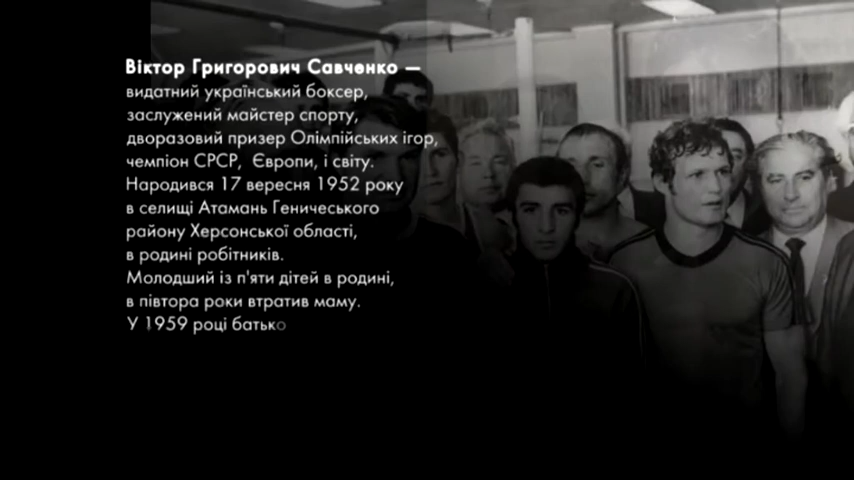 Віктор Григорович Савченко —
видатний український боксер,
заслужений майстер спорту,
дворазовий призер Олімпійських ігор,
чемпіон СРСР, Європи, і світу.
Народився 17 вересня 1952 року
в селищі Атамань Геничеського
району Херсонської області,
в родині робітників.
Молодший із п'яти дітей в родині,
в півтора роки втратив маму.
У 1959 році батько